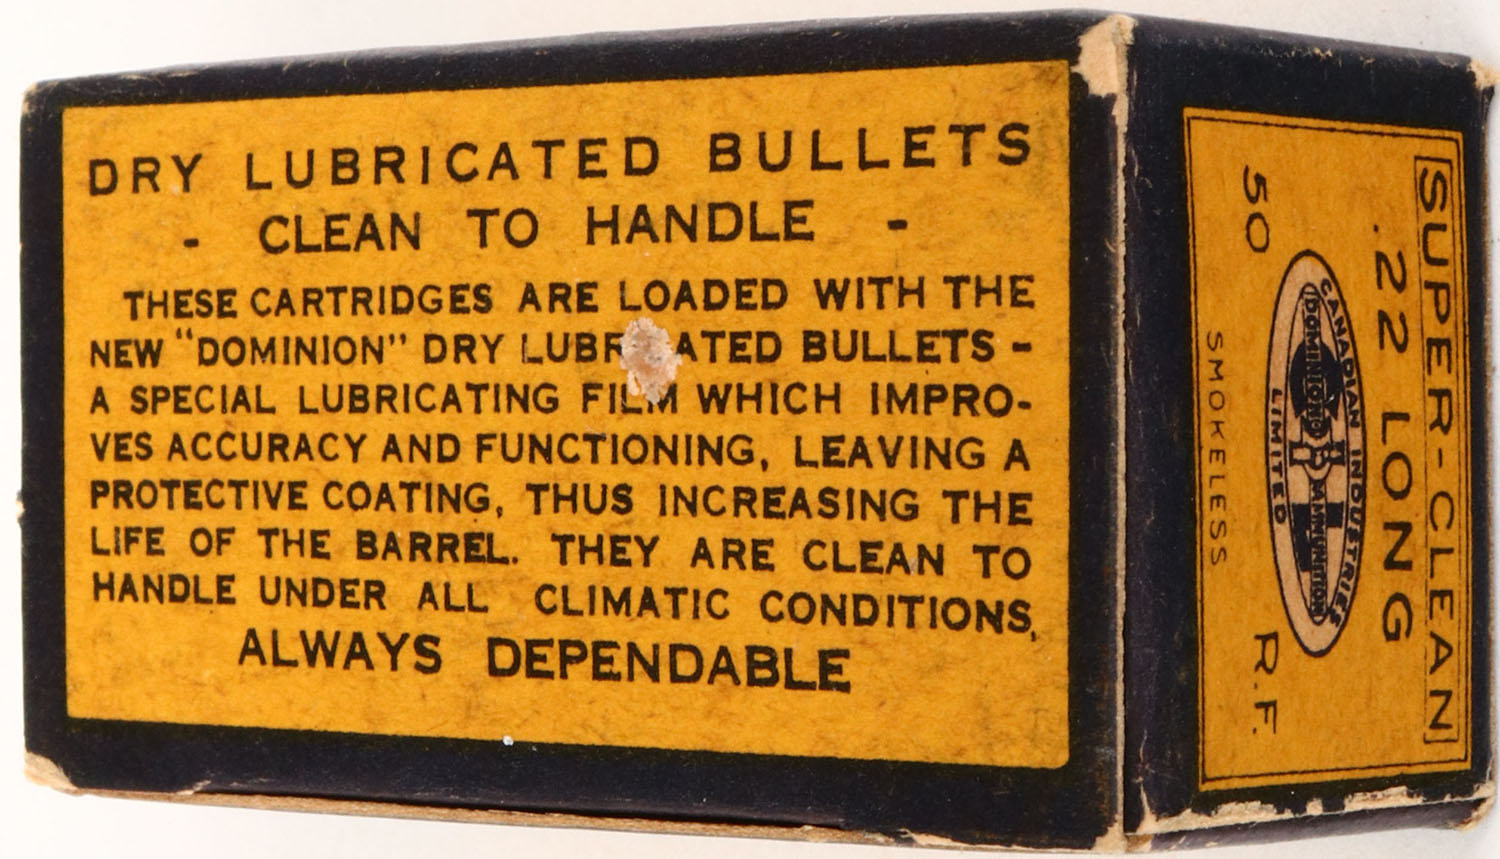 DRY LUBRICATED BULLETS
- CLEAN TO HANDLE -
THESE CARTRIDGES ARE LOADED WITH THE
NEW "DOMINION" DRY LUBRICATED BULLETS -
A SPECIAL LUBRICATING FILM WHICH IMPRO-
VES ACCURACY AND FUNCTIONING, LEAVING A
PROTECTIVE COATING, THUS INCREASING THE
LIFE OF THE BARREL. THEY ARE CLEAN TO
HANDLE UNDER ALL CLIMATIC CONDITIONS,
ALWAYS DEPENDABLE
SUPER-CLEAN
.22 LONG
50 R.F.
CANADIAN INDUSTRIES
DOMINION AMMUNITION
LIMITED
SMOKELESS